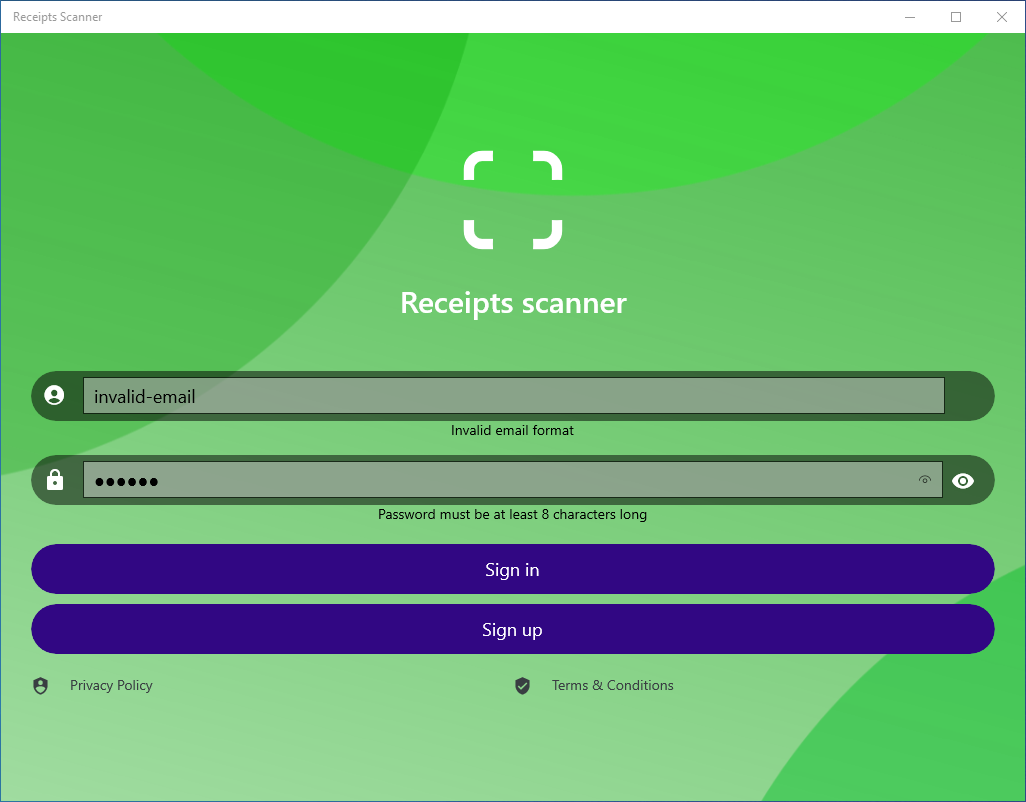 Receipts Scanner
Receipts scanner
invalid-email
Invalid email format
●●●●●●
Password must be at least 8 characters long
Sign in
Sign up
Privacy Policy
Terms & Conditions